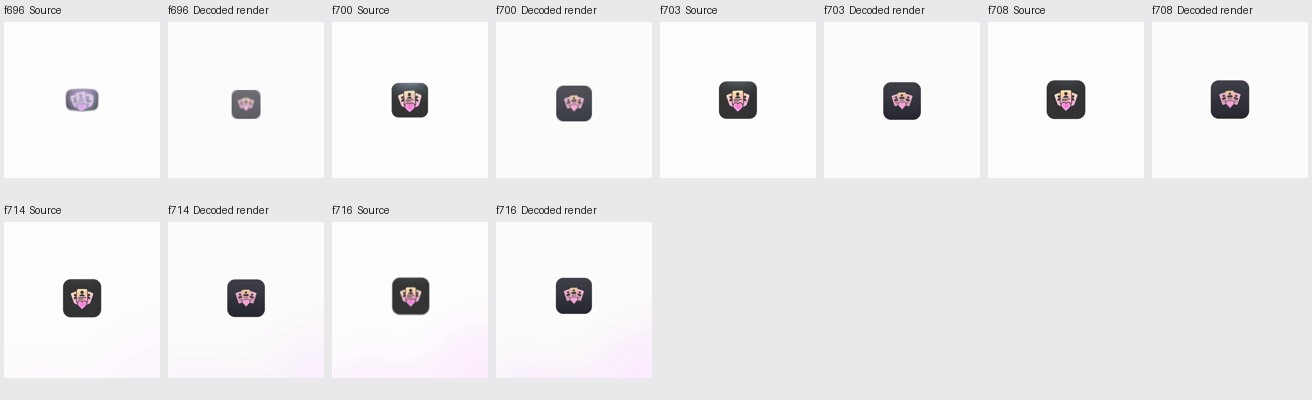 f696 Source
f696 Decoded render
f700 Source
f700 Decoded render
f703 Source
f703 Decoded render
f708 Source
f708 Decoded render
f714 Source
f714 Decoded render
f716 Source
f716 Decoded render